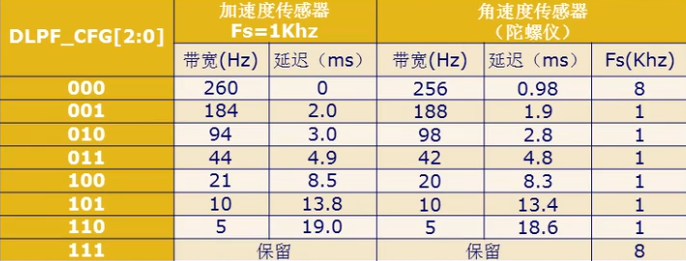 DLPF_CFG[2:0] 加速度传感器 Fs=1Khz 角速度传感器 (陀螺仪)
带宽(Hz) 延迟（ms） 带宽(Hz) 延迟（ms） Fs(Khz)
000 260 0 256 0.98 8
001 184 2.0 188 1.9 1
010 94 3.0 98 2.8 1
011 44 4.9 42 4.8 1
100 21 8.5 20 8.3 1
101 10 13.8 10 13.4 1
110 5 19.0 5 18.6 1
111 保留 保留 8